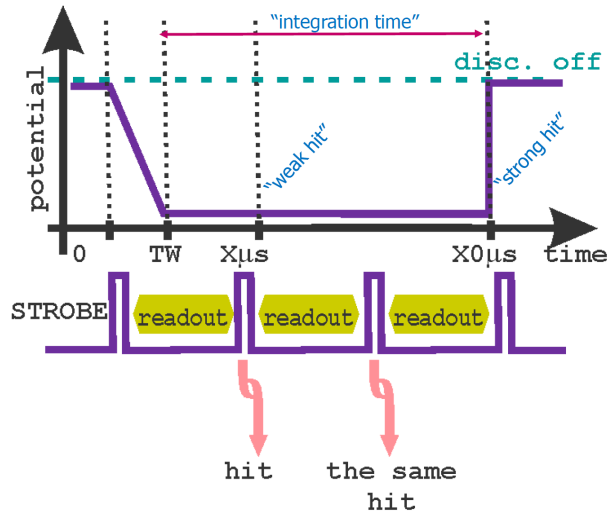 “integration time”
disc. off
potential
“weak hit”
“strong hit”
0 TW Xμs X0μs time
STROBE readout readout readout
hit the same
hit